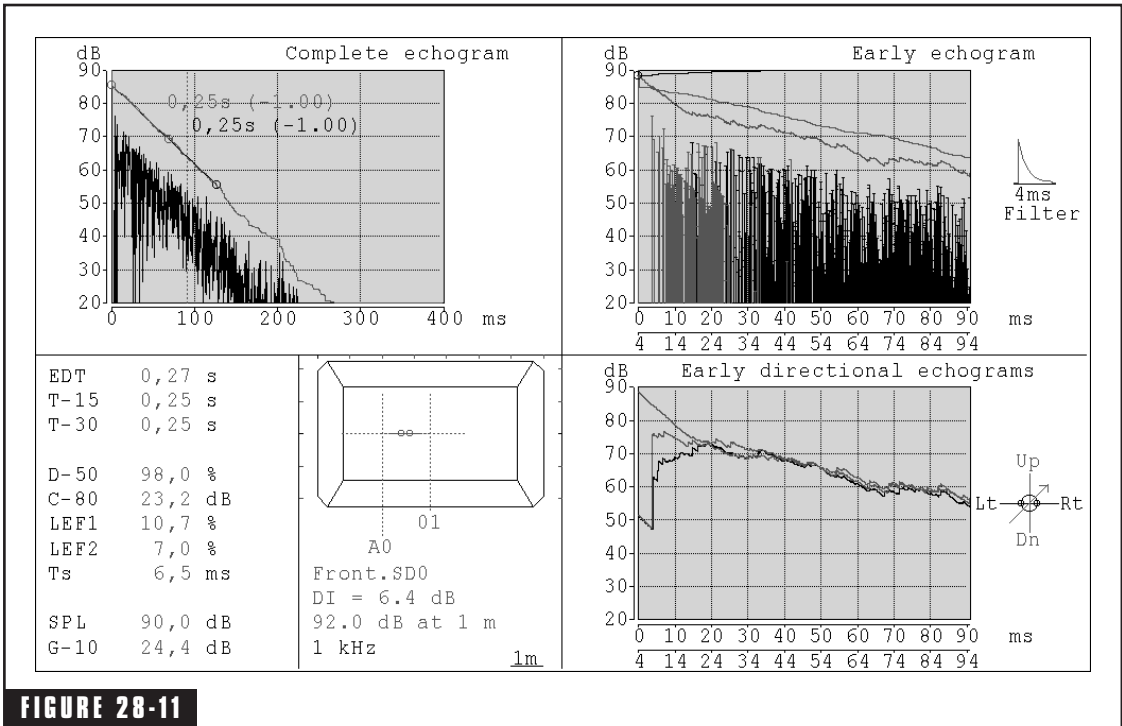 dB Complete echogram
90
80
70
60
50
40
30
20
0,25s (-1.00)
0,25s (-1.00)
0 100 200 300 400 ms
dB Early echogram
90
80
70
60
50
40
30
20
0 10 20 30 40 50 60 70 80 90 ms
4 14 24 34 44 54 64 74 84 94
4ms
Filter
EDT 0,27 s
T-15 0,25 s
T-30 0,25 s
D-50 98,0 %
C-80 23,2 dB
LEF1 10,7 %
LEF2 7,0 %
Ts 6,5 ms
SPL 90,0 dB
G-10 24,4 dB
01
A0
Front.SD0
DI = 6.4 dB
92.0 dB at 1 m
1 kHz
1m
dB Early directional echograms
90
80
70
60
50
40
30
20
0 10 20 30 40 50 60 70 80 90 ms
4 14 24 34 44 54 64 74 84 94
Up
Lt Rt
Dn
FIGURE 28-11